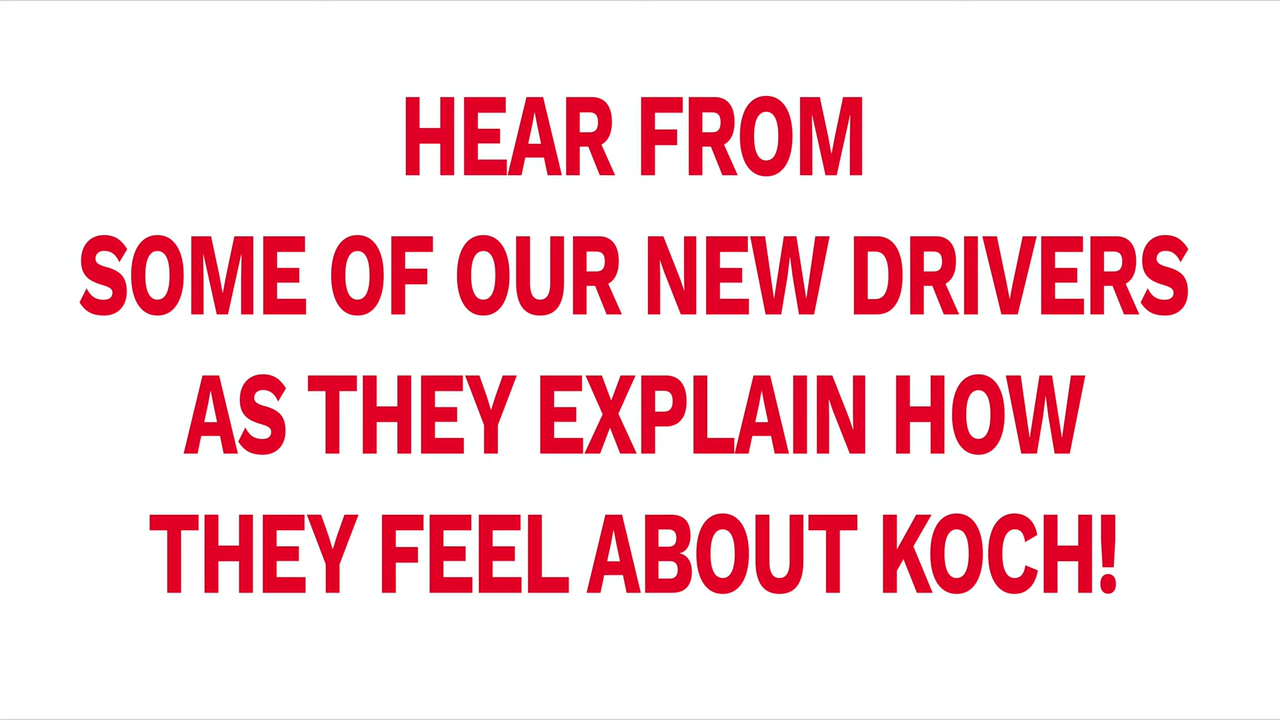 HEAR FROM
SOME OF OUR NEW DRIVERS
AS THEY EXPLAIN HOW
THEY FEEL ABOUT KOCH!